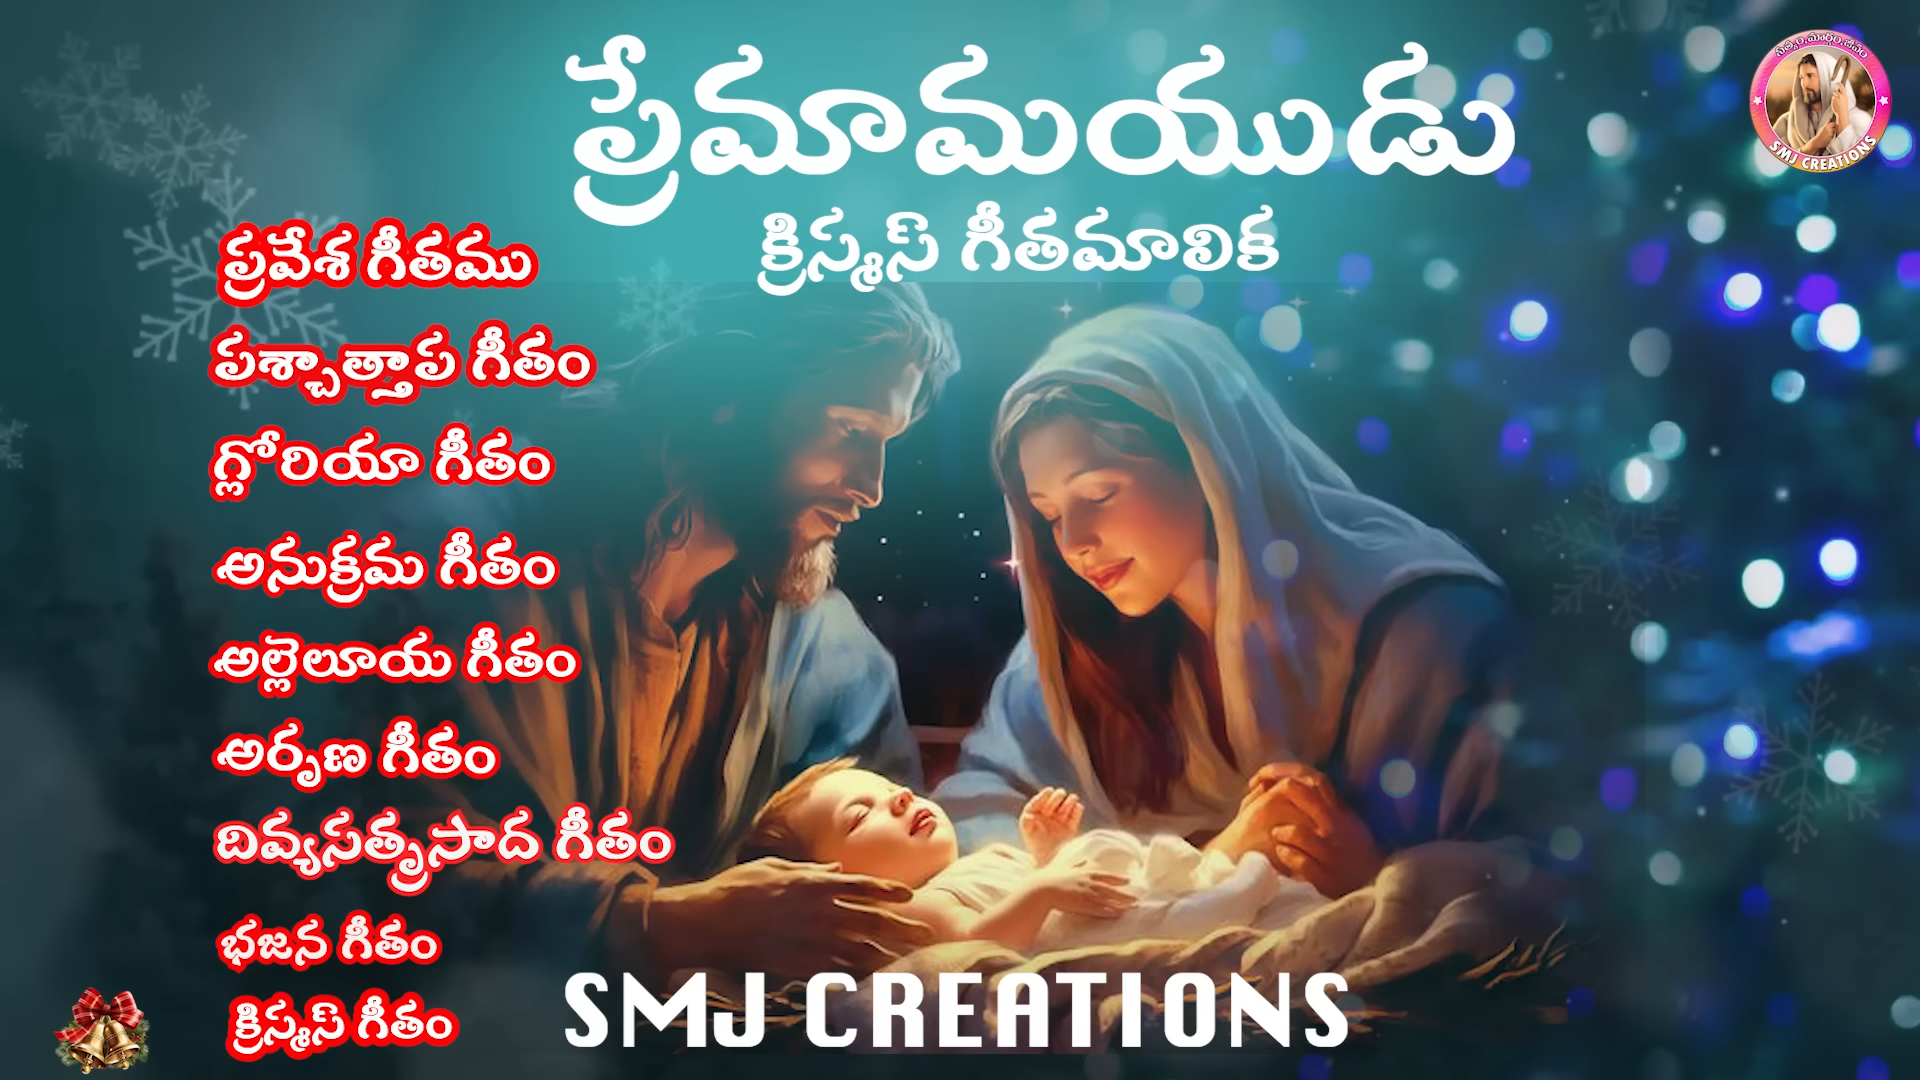 ప్రేమామయుడు
క్రిస్మస్ గీతమాలిక
ప్రవేశ గీతము
పశ్చాత్తాప గీతం
గ్లోరియా గీతం
అనుక్రమ గీతం
అల్లెలూయ గీతం
అర్పణ గీతం
దివ్యసత్ప్రసాద గీతం
భజన గీతం
క్రిస్మస్ గీతం
SMJ CREATIONS
సత్యం,మార్గం,జీవం
SMJ CREATIONS